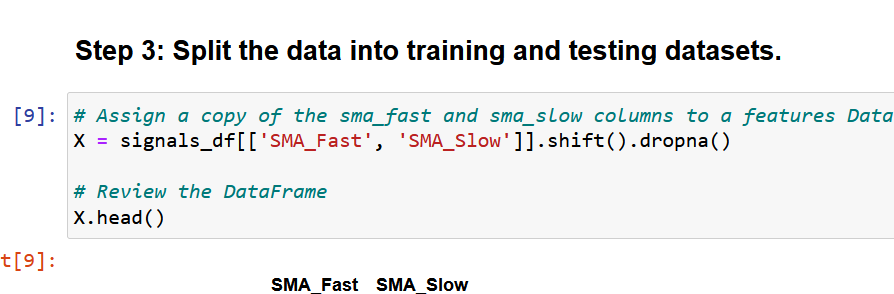 Step 3: Split the data into training and testing datasets.
[9]: # Assign a copy of the sma_fast and sma_slow columns to a features Data
X = signals_df[['SMA_Fast', 'SMA_Slow']].shift().dropna()
# Review the DataFrame
X.head()
t[9]:
SMA_Fast SMA_Slow